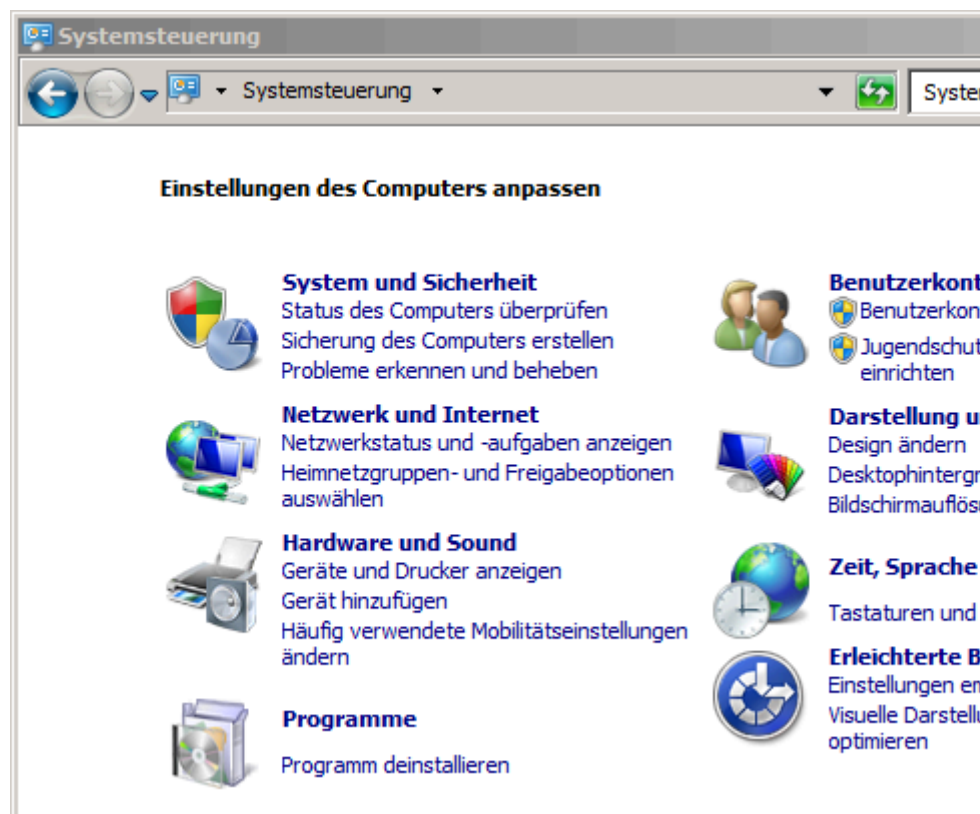 Systemsteuerung
Systemsteuerung
Einstellungen des Computers anpassen
System und Sicherheit
Status des Computers überprüfen
Sicherung des Computers erstellen
Probleme erkennen und beheben
Netzwerk und Internet
Netzwerkstatus und -aufgaben anzeigen
Heimnetzgruppen- und Freigabeoptionen
auswählen
Hardware und Sound
Geräte und Drucker anzeigen
Gerät hinzufügen
Häufig verwendete Mobilitätseinstellungen
ändern
Programme
Programm deinstallieren
einrichten
Darstellung
Design ändern
Zeit, Sprache
Tastaturen und
Erleichterte
Einstellungen
Visuelle
optimieren